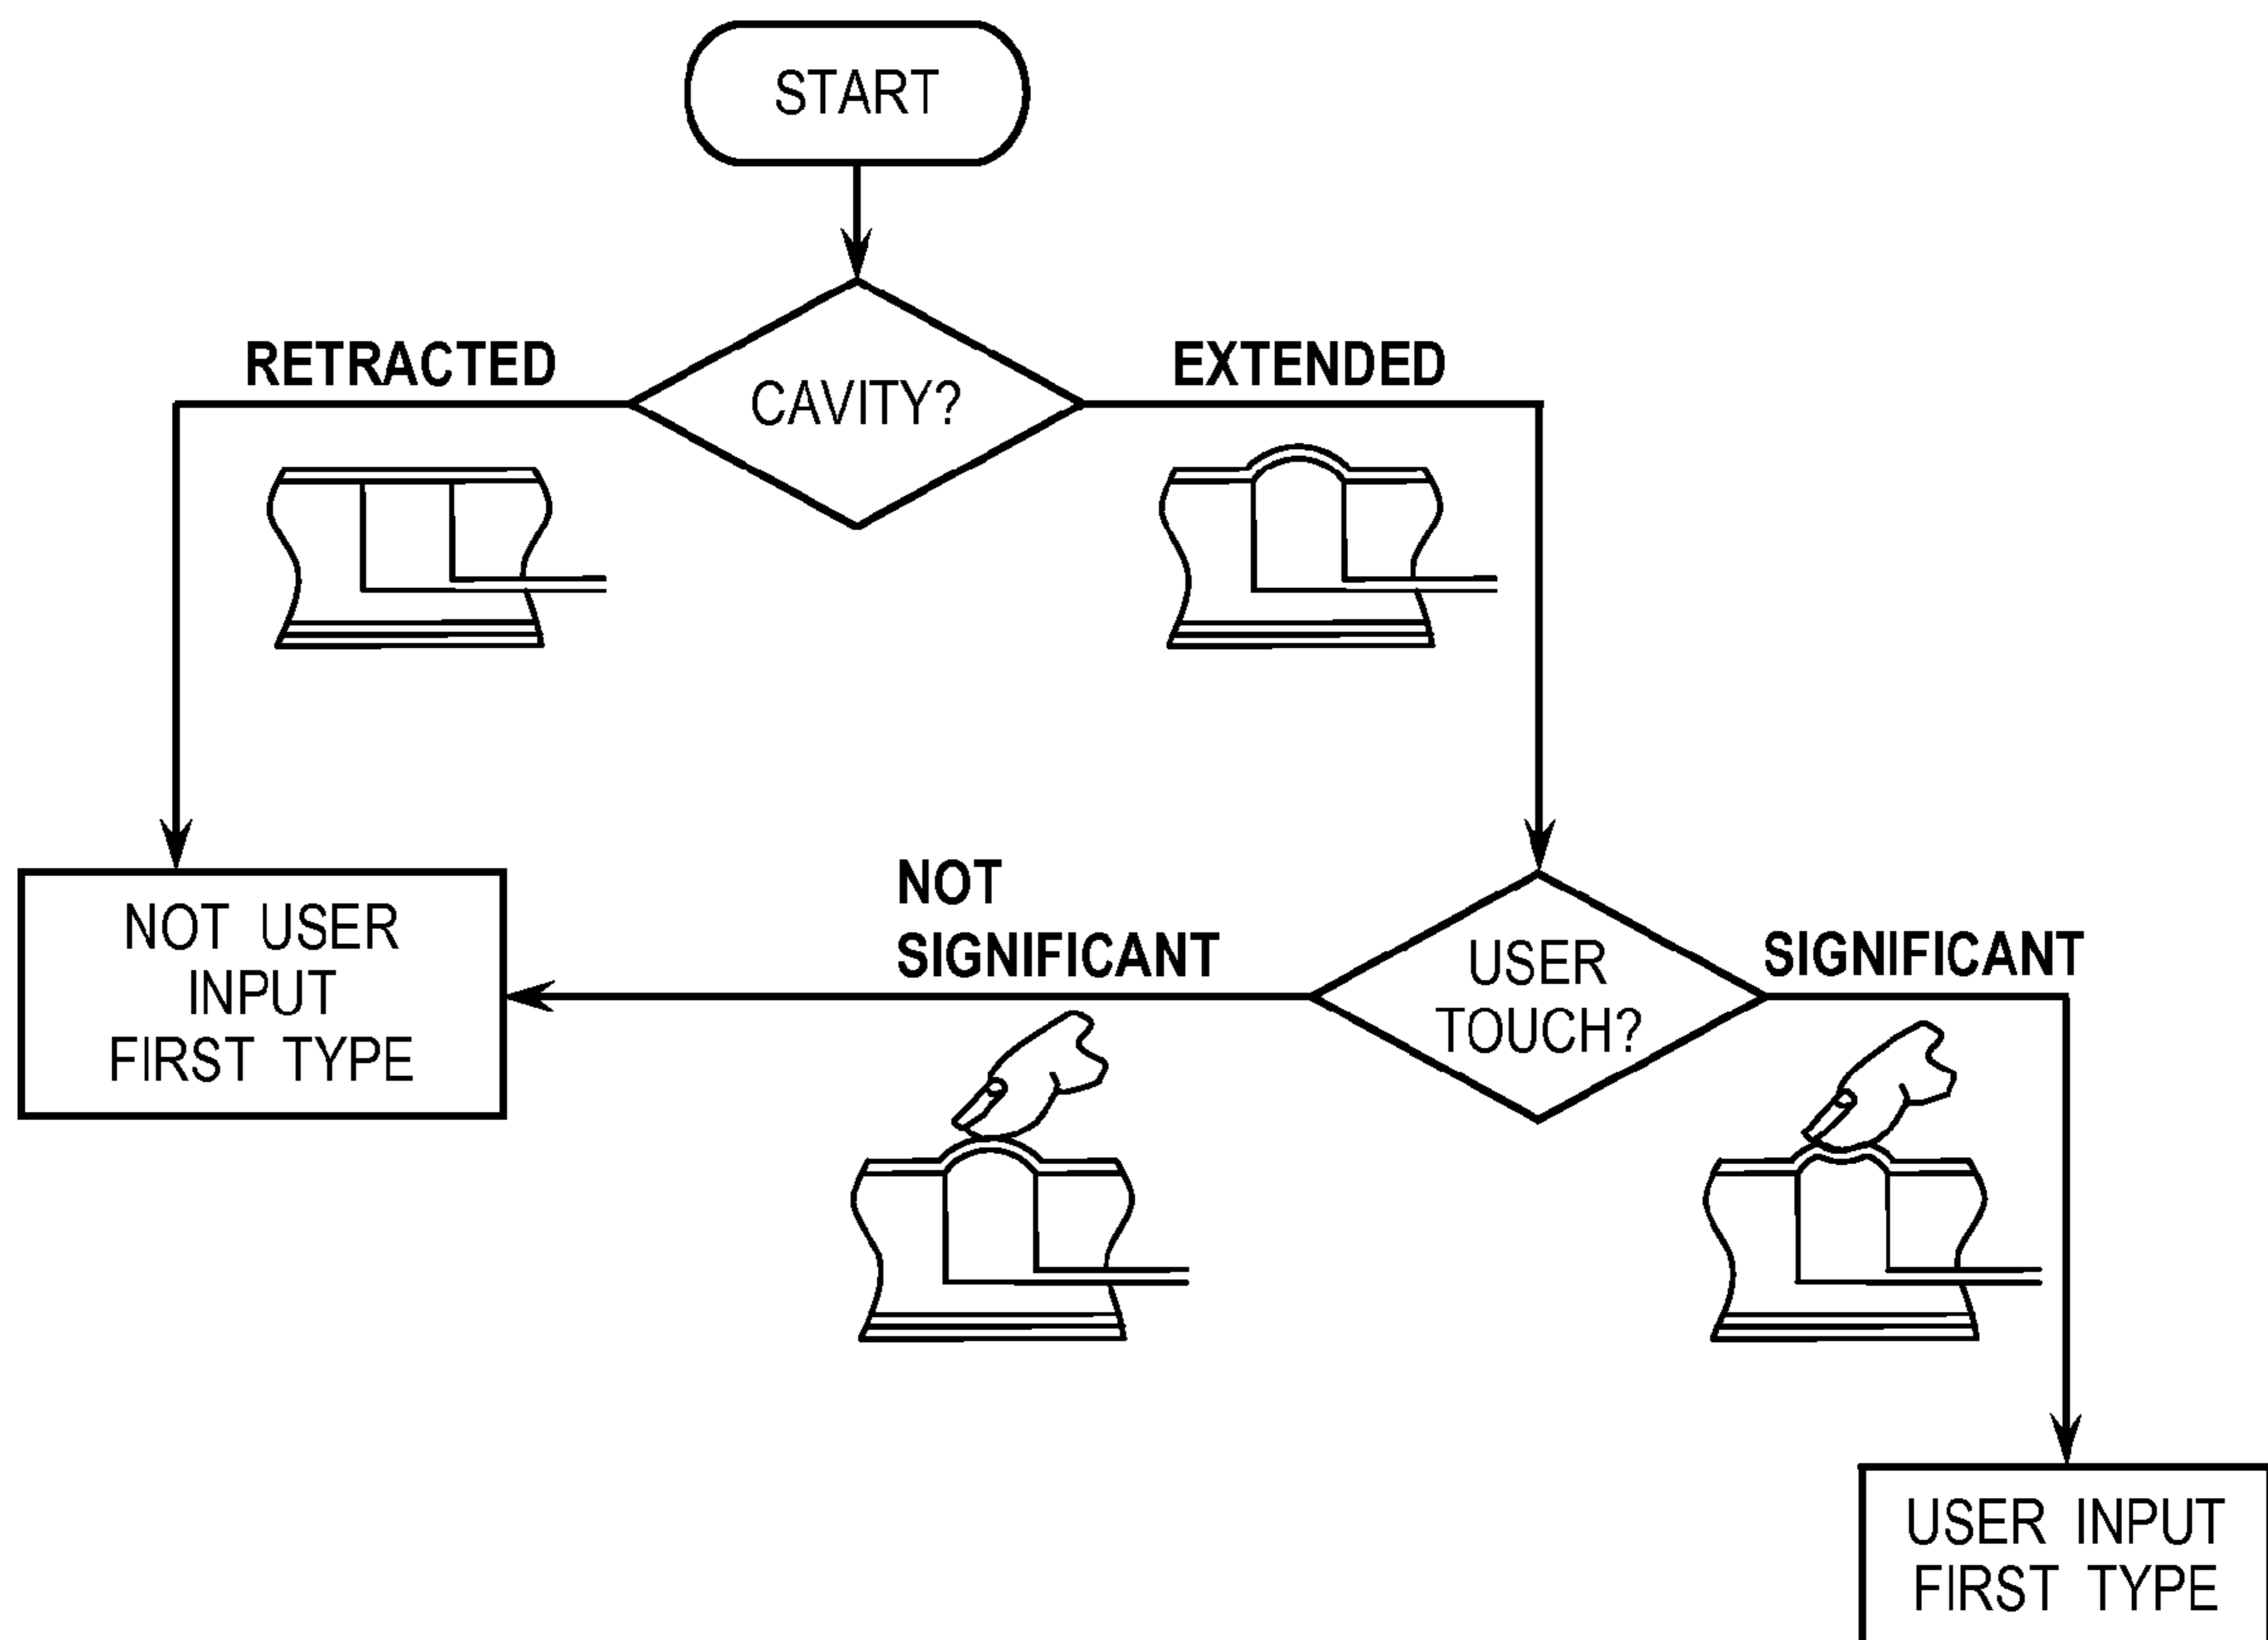 START
RETRACTED
CAVITY?
EXTENDED
NOT USER
INPUT
FIRST TYPE
NOT
SIGNIFICANT
USER
TOUCH?
SIGNIFICANT
USER INPUT
FIRST TYPE